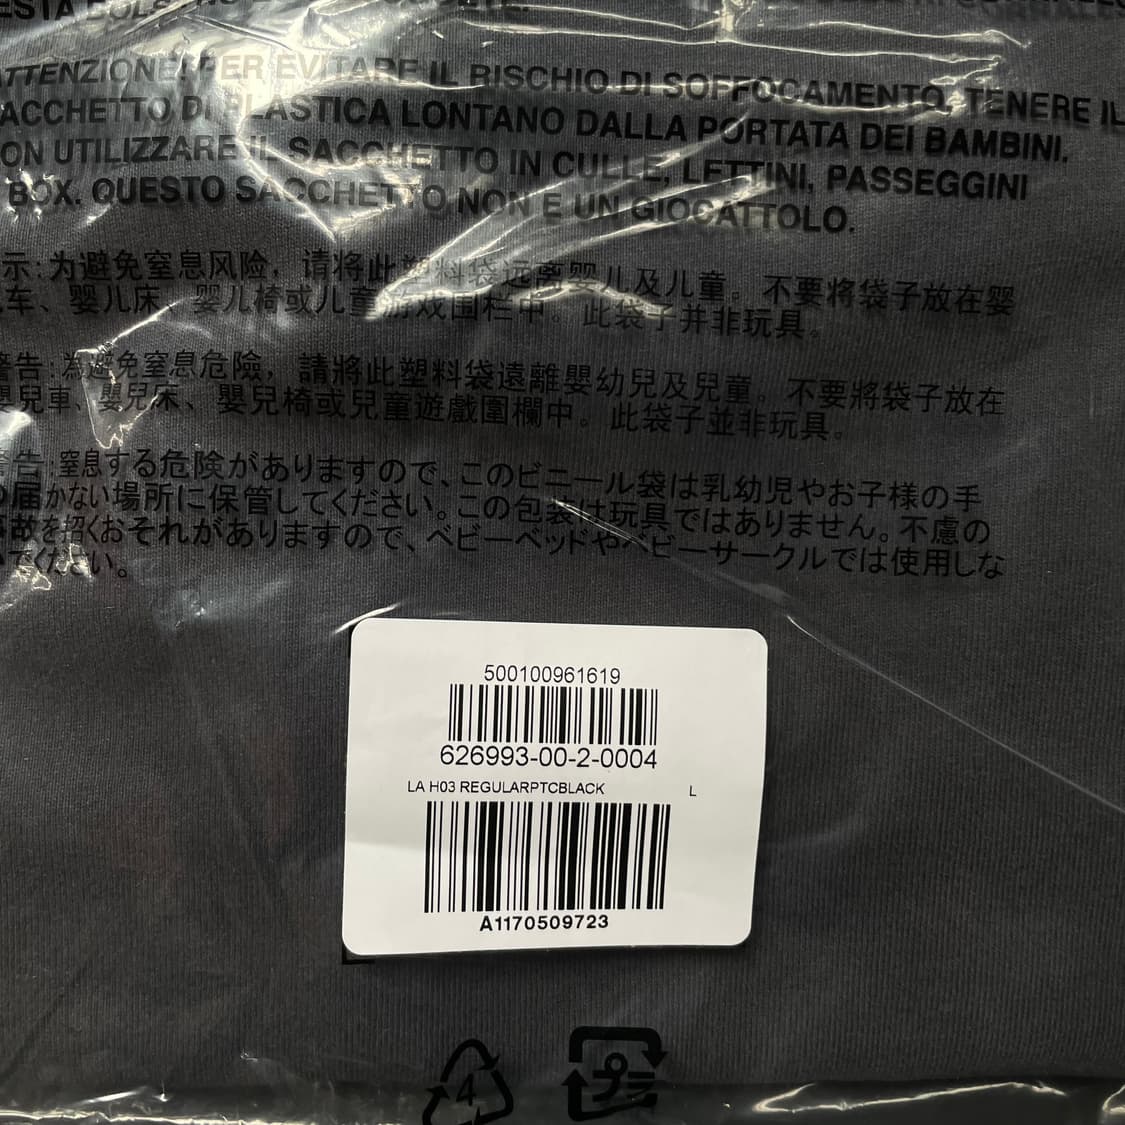 ATTENZIONE! PER EVITARE IL RISCHIO DI SOFFOCAMENTO, TENERE IL
ACCHETTO DI PLASTICA LONTANO DALLA PORTATA DEI BAMBINI.
ON UTILIZZARE IL SACCHETTO IN CULLE, LETTINI, PASSEGGINI
BOX. QUESTO SACCHETTO NON È UN GIOCATTOLO.
示：为避免窒息风险，请将此塑料袋远离婴儿及儿童。不要将袋子放在婴
车、婴儿床、婴儿椅或儿童游戏围栏中。此袋子并非玩具。
警告：為避免窒息危險，請將此塑料袋遠離嬰幼兒及兒童。不要將袋子放在
嬰兒車、嬰兒床、嬰兒椅或兒童遊戲圍欄中。此袋子並非玩具。
警告：窒息する危険がありますので、このビニール袋は乳幼児やお子様の手
の届かない場所に保管してください。この包装は玩具ではありません。不慮の
事故を招くおそれがありますので、ベビーベッドやベビーサークルでは使用しな
いでください。
500100961619
626993-00-2-0004
LA H03 REGULARPTCBLACK L
A1170509723
4
プラ